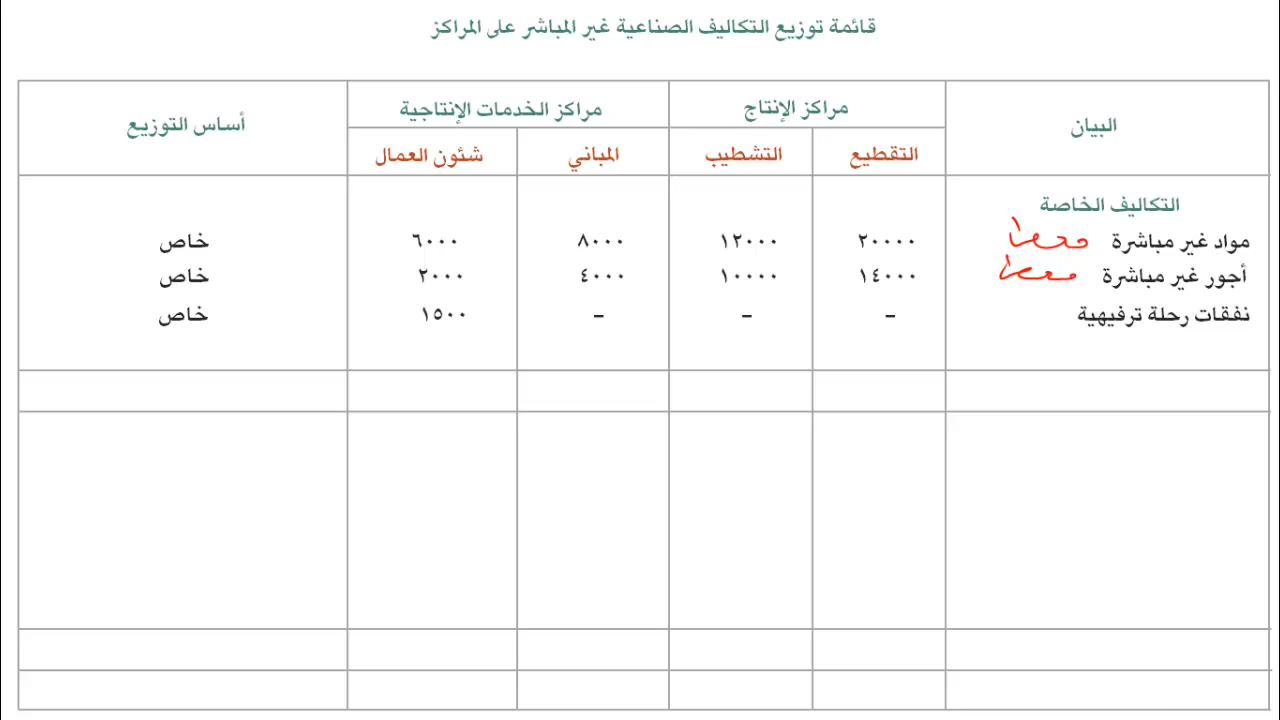 قائمة توزيع التكاليف الصناعية غير المباشر على المراكز
البيان مراكز الإنتاج مراكز الخدمات الإنتاجية أساس التوزيع
التقطيع التشطيب المباني شئون العمال
التكاليف الخاصة
مواد غير مباشرة ٢٠٠٠٠ ١٢٠٠٠ ٨٠٠٠ ٦٠٠٠ خاص
أجور غير مباشرة ١٤٠٠٠ ١٠٠٠٠ ٤٠٠٠ ٢٠٠٠ خاص
نفقات رحلة ترفيهية - - - ١٥٠٠ خاص